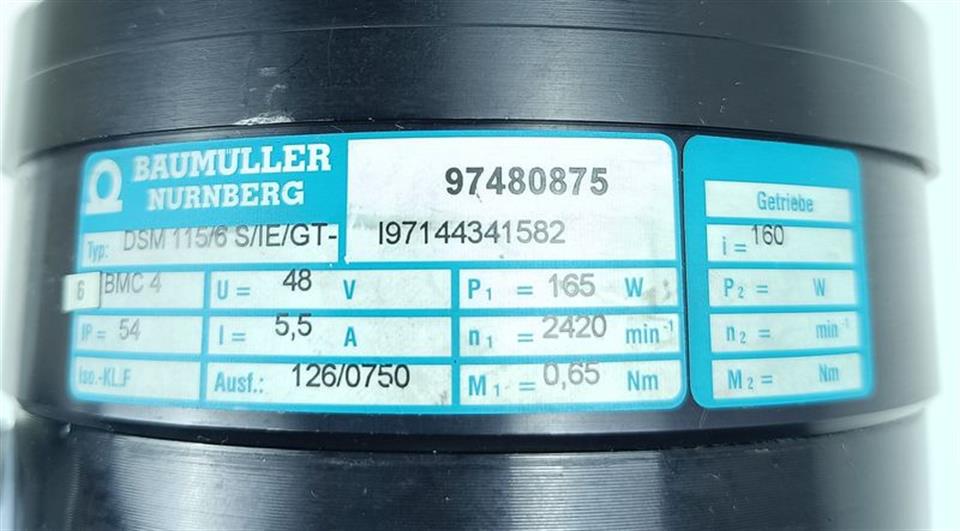 BAUMÜLLER
NÜRNBERG
97480875
Typ: DSM 115/6 S/IE/GT-
I97144341582
6 BMC 4
U = 48 V
P₁ = 165 W
IP = 54
I = 5,5 A
n₁ = 2420 min⁻¹
Iso.-KL.F
Ausf.: 126/0750
M₁ = 0,65 Nm
Getriebe
i = 160
P₂ = W
n₂ = min⁻¹
M₂ = Nm